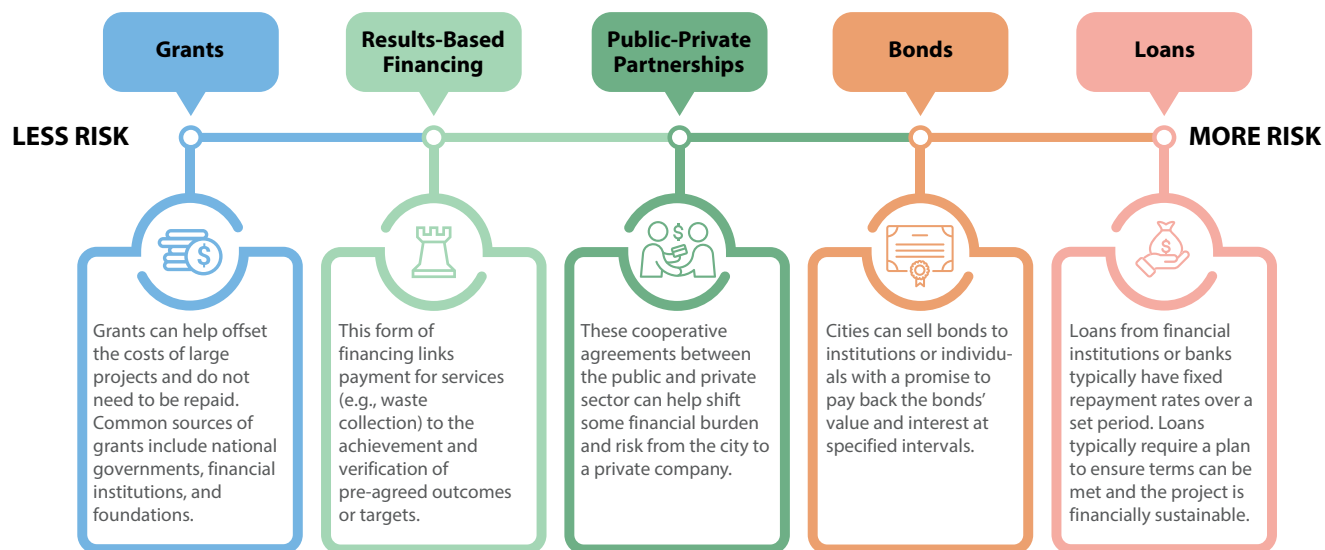 Grants
Results-Based
Financing
Public-Private
Partnerships
Bonds
Loans
LESS RISK
MORE RISK
$
$
$
Grants can help offset
the costs of large
projects and do not
need to be repaid.
Common sources of
grants include national
governments, financial
institutions, and
foundations.
This form of
financing links
payment for services
(e.g., waste
collection) to the
achievement and
verification of
pre-agreed outcomes
or targets.
These cooperative
agreements between
the public and private
sector can help shift
some financial burden
and risk from the city to
a private company.
Cities can sell bonds to
institutions or individu-
als with a promise to
pay back the bonds’
value and interest at
specified intervals.
Loans from financial
institutions or banks
typically have fixed
repayment rates over a
set period. Loans
typically require a plan
to ensure terms can be
met and the project is
financially sustainable.